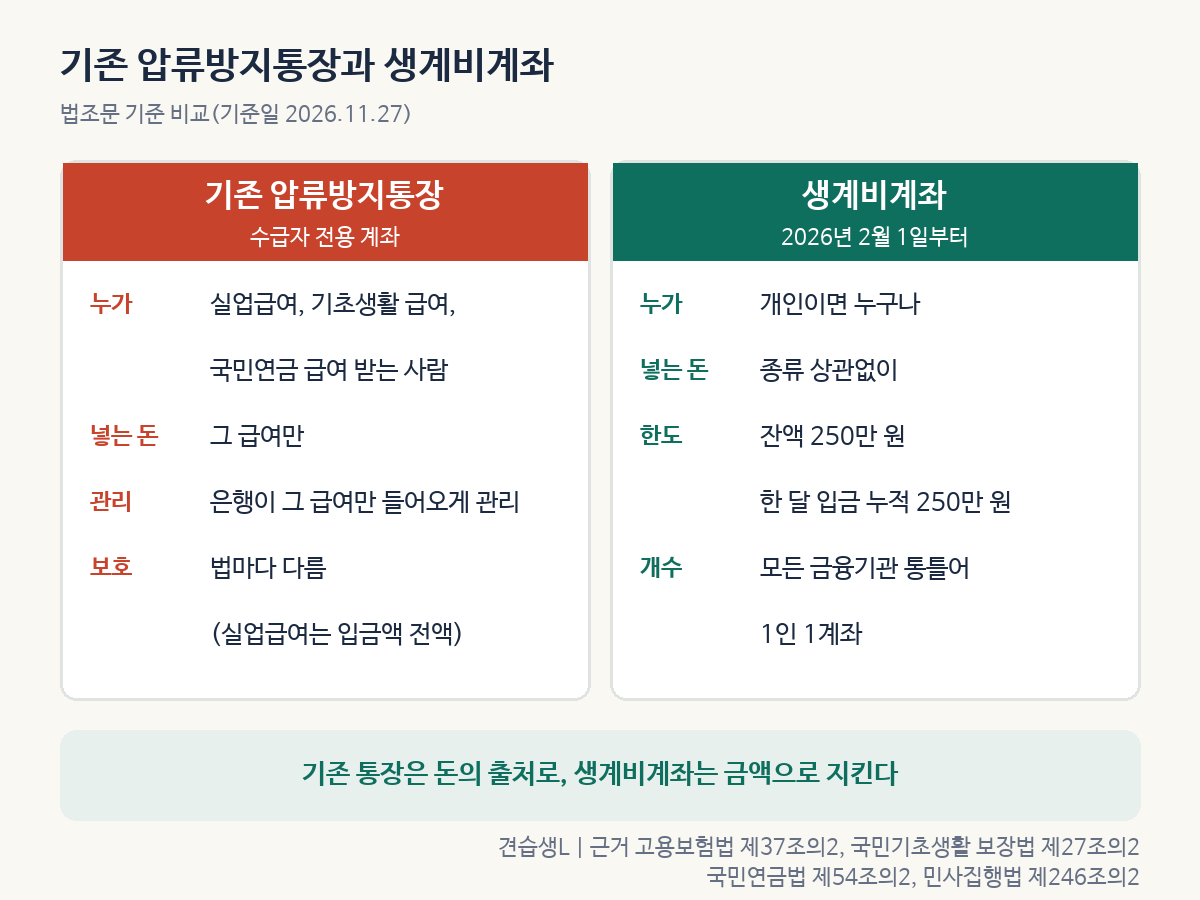 기존 압류방지통장과 생계비계좌
법조문 기준 비교(기준일 2026.11.27)
기존 압류방지통장
수급자 전용 계좌
누가 실업급여, 기초생활 급여,
국민연금 급여 받는 사람
넣는 돈 그 급여만
관리 은행이 그 급여만 들어오게 관리
보호 법마다 다름
(실업급여는 입금액 전액)
생계비계좌
2026년 2월 1일부터
누가 개인이면 누구나
넣는 돈 종류 상관없이
한도 잔액 250만 원
한 달 입금 누적 250만 원
개수 모든 금융기관 통틀어
1인 1계좌
기존 통장은 돈의 출처로, 생계비계좌는 금액으로 지킨다
견습생L | 근거 고용보험법 제37조의2, 국민기초생활 보장법 제27조의2
국민연금법 제54조의2, 민사집행법 제246조의2